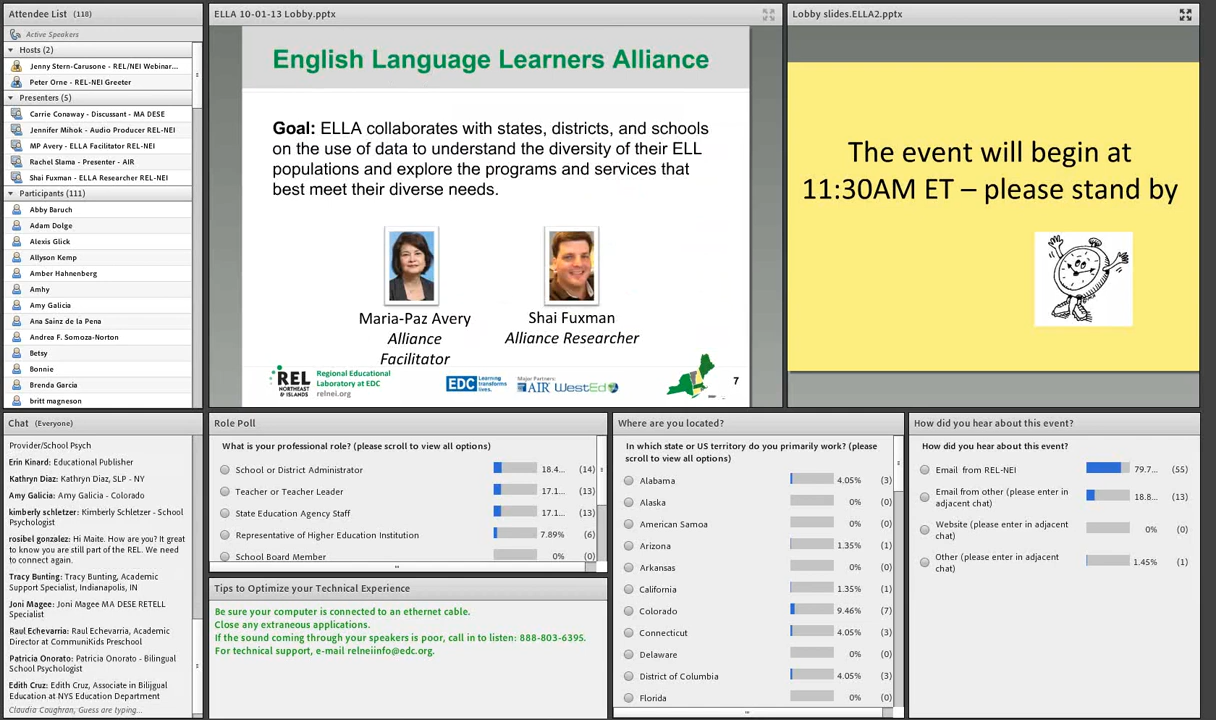 Attendee List (118)
Active Speakers
Hosts (2)
Jenny Stern-Carusone - REL/NEI Webinar...
Peter Orne - REL-NEI Greeter
Presenters (5)
Carrie Conaway - Discussant - MA DESE
Jennifer Mihok - Audio Producer REL-NEI
MP Avery - ELLA Facilitator REL-NEI
Rachel Slama - Presenter - AIR
Shai Fuxman - ELLA Researcher REL-NEI
Participants (111)
Abby Baruch
Adam Dolge
Alexis Glick
Allyson Kemp
Amber Hahnenberg
Amhy
Amy Galicia
Ana Sainz de la Pena
Andrea F. Somoza-Norton
Betsy
Bonnie
Brenda Garcia
britt magneson
ELLA 10-01-13 Lobby.pptx
English Language Learners Alliance
Goal: ELLA collaborates with states, districts, and schools
on the use of data to understand the diversity of their ELL
populations and explore the programs and services that
best meet their diverse needs.
Maria-Paz Avery
Alliance
Facilitator
Shai Fuxman
Alliance Researcher
REL
NORTHEAST
& ISLANDS
Regional Educational
Laboratory at EDC
relnei.org
EDC Learning
transforms
lives.
Major Partners:
AIR WestEd
7
Lobby slides.ELLA2.pptx
The event will begin at
11:30AM ET – please stand by
Chat (Everyone)
Provider/School Psych
Erin Kinard: Educational Publisher
Kathryn Diaz: Kathryn Diaz, SLP - NY
Amy Galicia: Amy Galicia - Colorado
kimberly schletzer: Kimberly Schletzer - School
Psychologist
rosibel gonzalez: Hi Maite. How are you? It great
to know you are still part of the REL. We need
to connect again.
Tracy Bunting: Tracy Bunting, Academic
Support Specialist, Indianapolis, IN
Joni Magee: Joni Magee MA DESE RETELL
Specialist
Raul Echevarria: Raul Echevarria, Academic
Director at CommuniKids Preschool
Patricia Onorato: Patricia Onorato - Bilingual
School Psychologist
Edith Cruz: Edith Cruz, Associate in Bilijgual
Education at NYS Education Department
Claudia Caughran, Guess are typing...
Role Poll
What is your professional role? (please scroll to view all options)
School or District Administrator 18.4... (14)
Teacher or Teacher Leader 17.1... (13)
State Education Agency Staff 17.1... (13)
Representative of Higher Education Institution 7.89% (6)
School Board Member 0% (0)
Tips to Optimize your Technical Experience
Be sure your computer is connected to an ethernet cable.
Close any extraneous applications.
If the sound coming through your speakers is poor, call in to listen: 888-803-6395.
For technical support, e-mail relneiinfo@edc.org.
Where are you located?
In which state or US territory do you primarily work? (please
scroll to view all options)
Alabama 4.05% (3)
Alaska 0% (0)
American Samoa 0% (0)
Arizona 1.35% (1)
Arkansas 0% (0)
California 1.35% (1)
Colorado 9.46% (7)
Connecticut 4.05% (3)
Delaware 0% (0)
District of Columbia 4.05% (3)
Florida 0% (0)
How did you hear about this event?
How did you hear about this event?
Email from REL-NEI 79.7... (55)
Email from other (please enter in
adjacent chat) 18.8... (13)
Website (please enter in adjacent
chat) 0% (0)
Other (please enter in adjacent
chat) 1.45% (1)